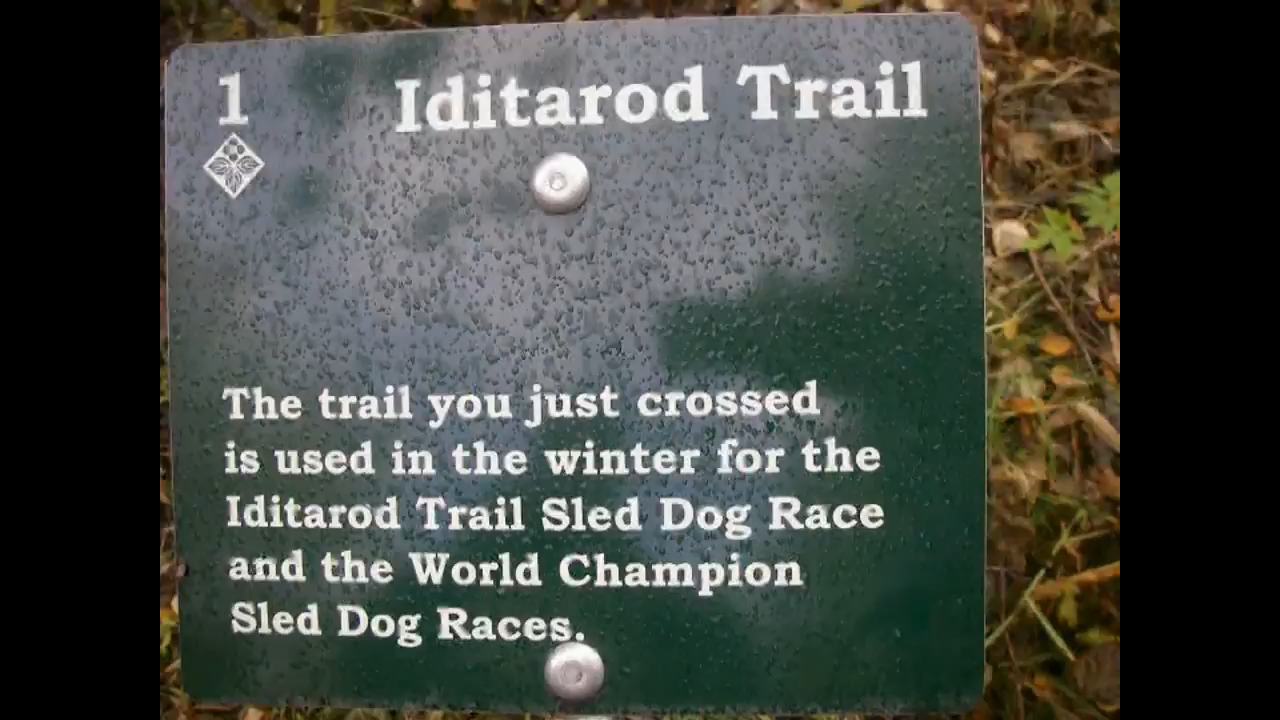 1
Iditarod Trail
The trail you just crossed
is used in the winter for the
Iditarod Trail Sled Dog Race
and the World Champion
Sled Dog Races.